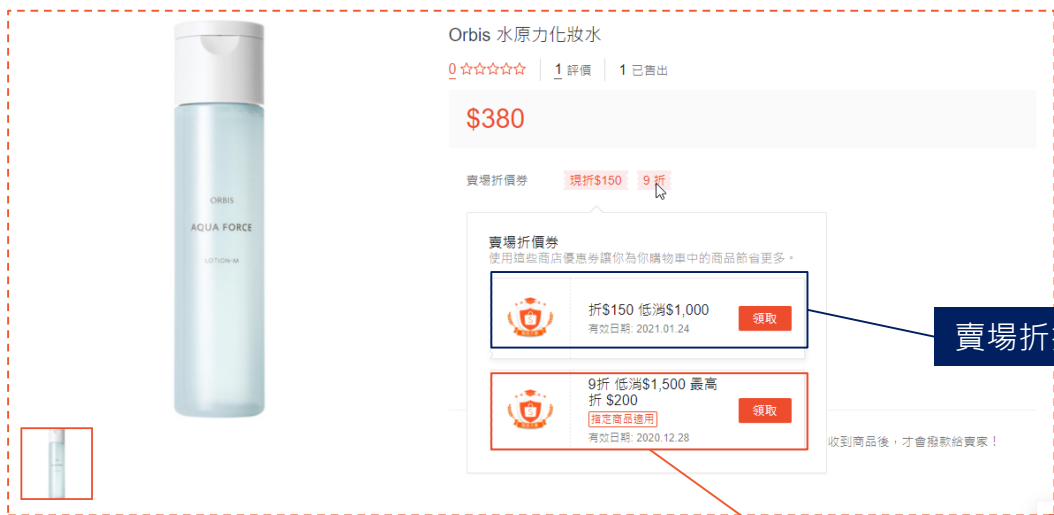 Orbis 水原力化妝水
0 1 評價 1 已售出
$380
ORBIS
AQUA FORCE
LOTION-M
賣場折價券 現折$150 9 折
賣場折價券
使用這些商店優惠券讓你為你購物車中的商品節省更多。
折$150 低消$1,000
有效日期: 2021.01.24
領取
賣場折
9折 低消$1,500 最高
折 $200
指定商品適用
有效日期: 2020.12.28
領取
收到商品後，才會撥款給賣家！